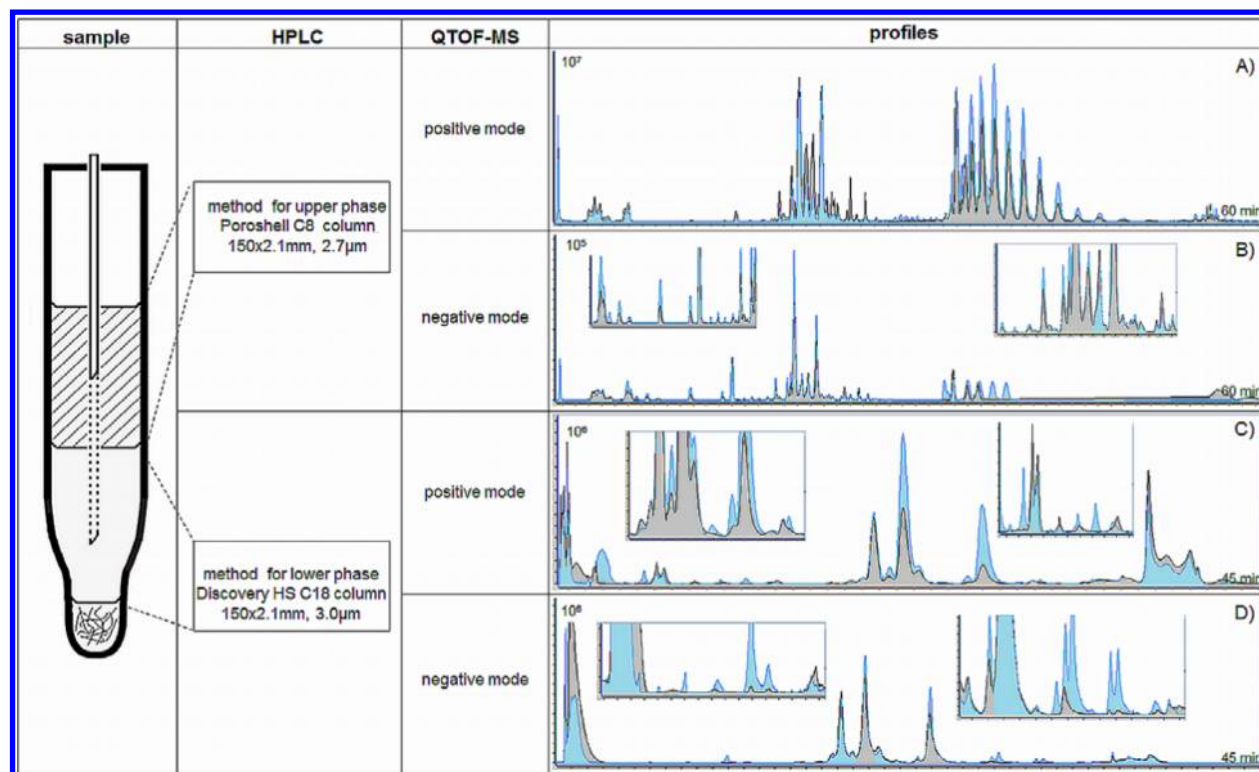 sample
HPLC
QTOF-MS
profiles
method for upper phase
Poroshell C8 column
150x2.1mm, 2.7µm
method for lower phase
Discovery HS C18 column
150x2.1mm, 3.0µm
positive mode
10⁷
A)
60 min
negative mode
10⁵
B)
60 min
positive mode
10⁶
C)
45 min
negative mode
10⁶
D)
45 min